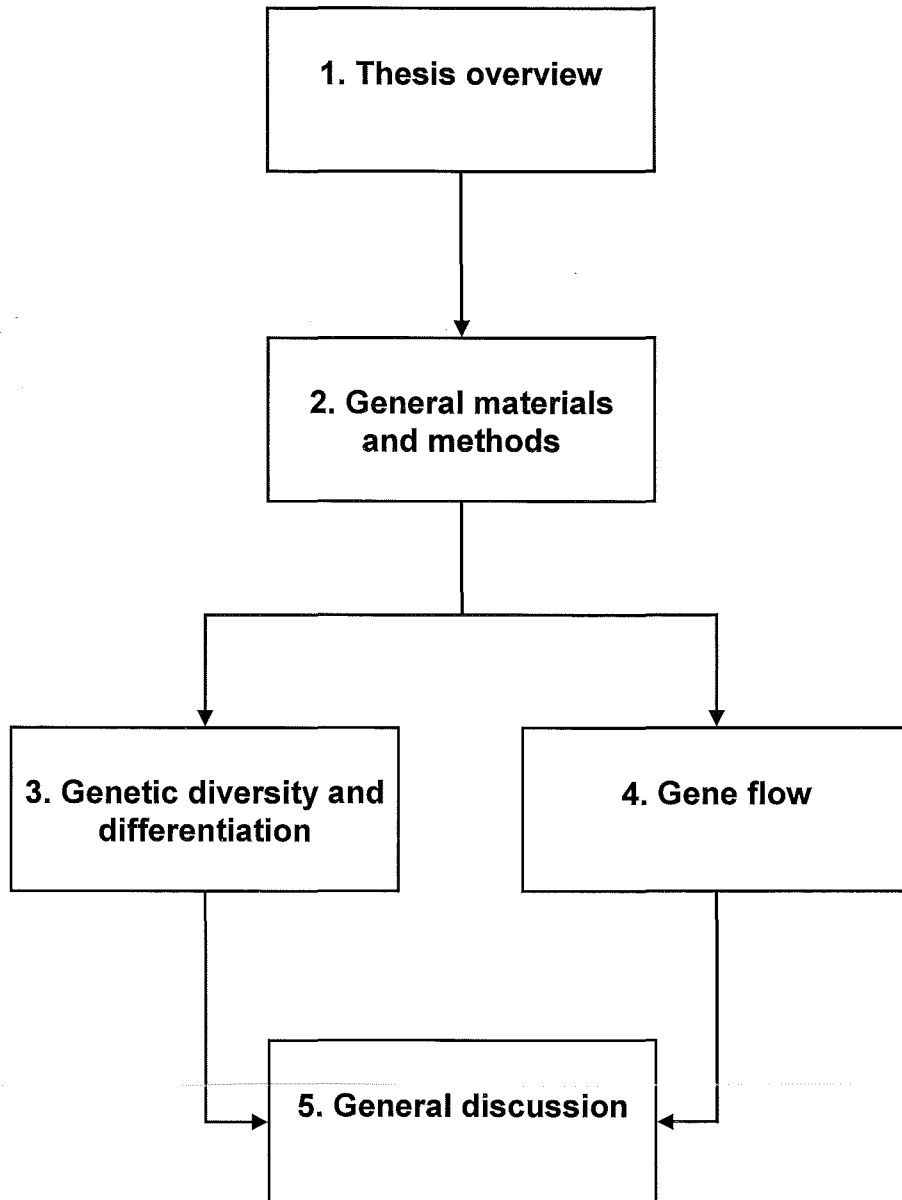 1. Thesis overview
2. General materials
and methods
3. Genetic diversity and
differentiation
4. Gene flow
5. General discussion